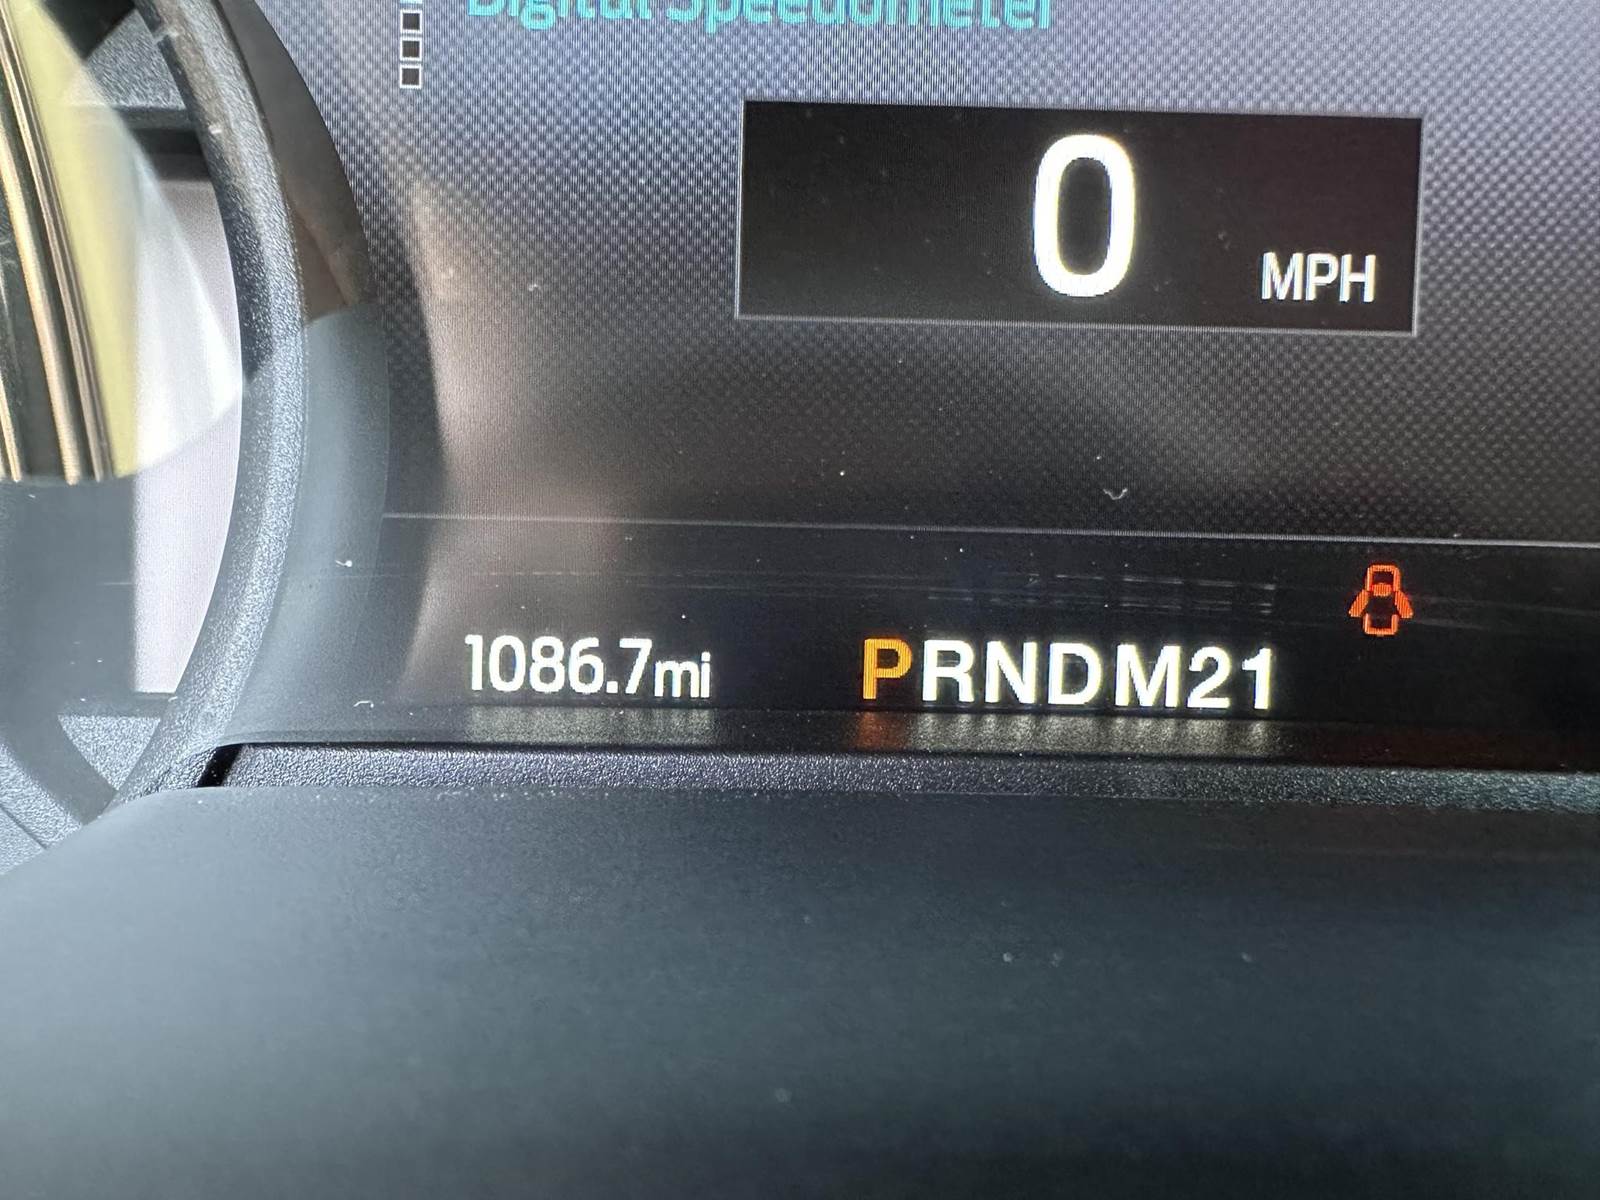 Digital Speedometer
0
MPH
1086.7mi
PRNDM21